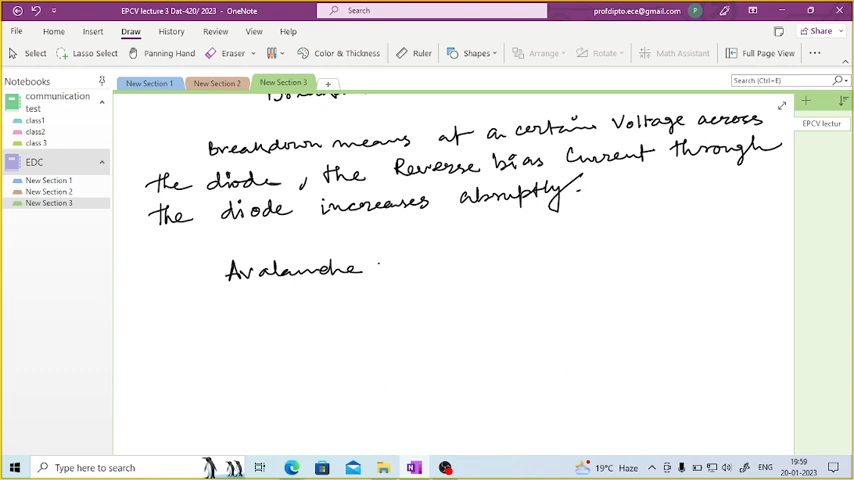 EPCV lecture 3 Dat-420/ 2023 - OneNote
Search
profdipto.ece@gmail.com
P
File Home Insert Draw History Review View Help
Share
Select Lasso Select Panning Hand Eraser Color & Thickness Ruler Shapes Arrange Rotate Math Assistant Full Page View
Notebooks
New Section 1 New Section 2 New Section 3
Search (Ctrl+E)
communication
test
class1
class2
class 3
EDC
New Section 1
New Section 2
New Section 3
EPCV lectur
Breakdown means at a certain Voltage across
the diode, the Reverse bias Current through
the diode increases abruptly.
Avalanche
Type here to search
19°C Haze
ENG
19:59
20-01-2023